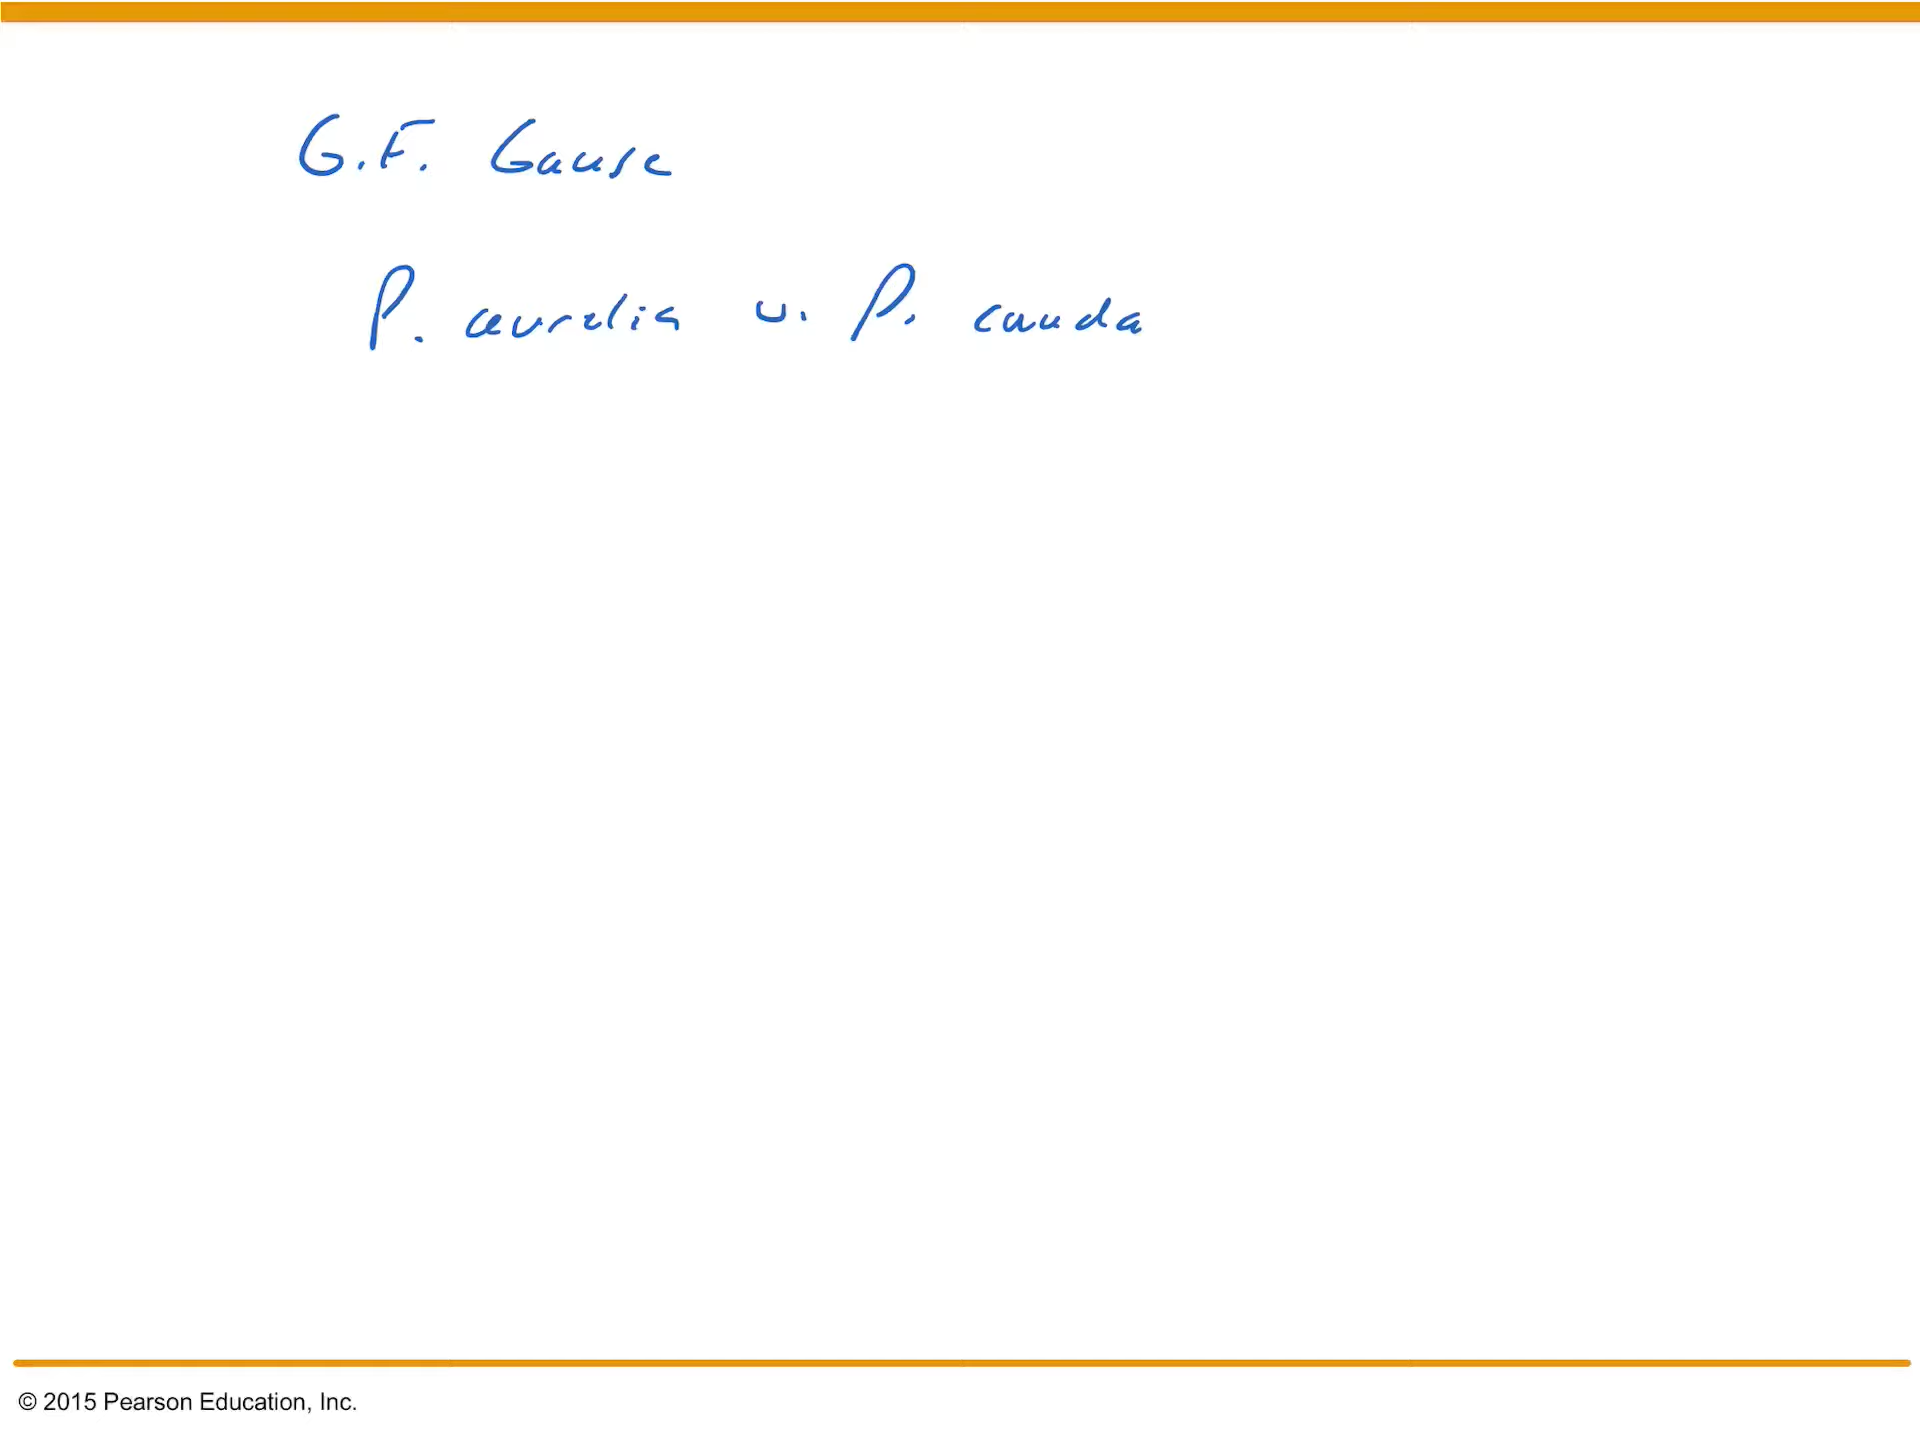 G.F. Gause
P. aurelia v. P. cauda
© 2015 Pearson Education, Inc.